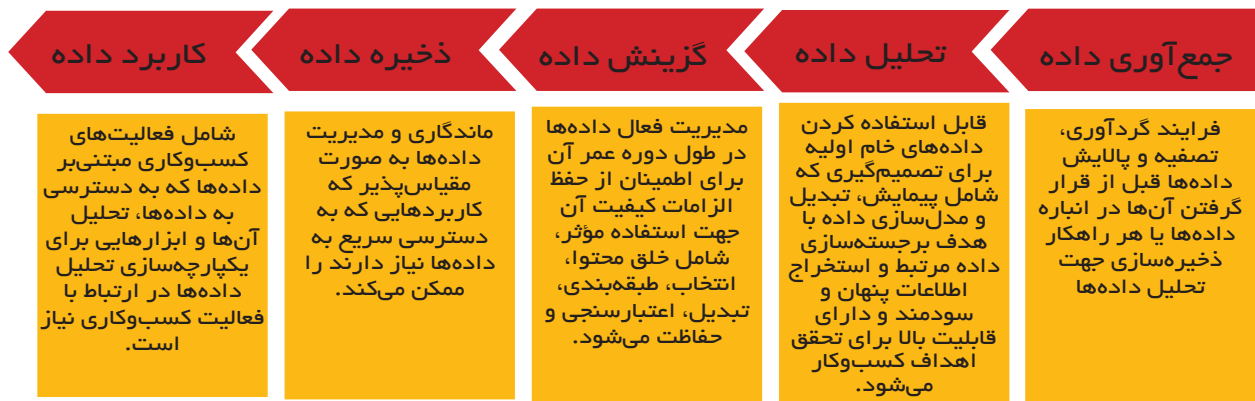 جمع‌آوری داده
فرایند گردآوری،
تصفیه و پالایش
داده‌ها قبل از قرار
گرفتن آن‌ها در انباره
داده‌ها یا هر راهکار
ذخیره‌سازی جهت
تحلیل داده‌ها
تحلیل داده
قابل استفاده کردن
داده‌های خام اولیه
برای تصمیم‌گیری که
شامل پیمایش، تبدیل
و مدل‌سازی داده با
هدف برجسته‌سازی
داده مرتبط و استخراج
اطلاعات پنهان و
سودمند و دارای
قابلیت بالا برای تحقق
اهداف کسب‌وکار
می‌شود.
گزینش داده
مدیریت فعال داده‌ها
در طول دوره عمر آن
برای اطمینان از حفظ
الزامات کیفیت آن
جهت استفاده مؤثر،
شامل خلق محتوا،
انتخاب، طبقه‌بندی،
تبدیل، اعتبارسنجی و
حفاظت می‌شود.
ذخیره داده
ماندگاری و مدیریت
داده‌ها به صورت
مقیاس‌پذیر که
کاربردهایی که به
دسترسی سریع به
داده‌ها نیاز دارند را
ممکن می‌کند.
کاربرد داده
شامل فعالیت‌های
کسب‌وکاری مبتنی‌بر
داده‌ها که به دسترسی
به داده‌ها، تحلیل
آن‌ها و ابزارهایی برای
یکپارچه‌سازی تحلیل
داده‌ها در ارتباط با
فعالیت کسب‌وکاری نیاز
است.